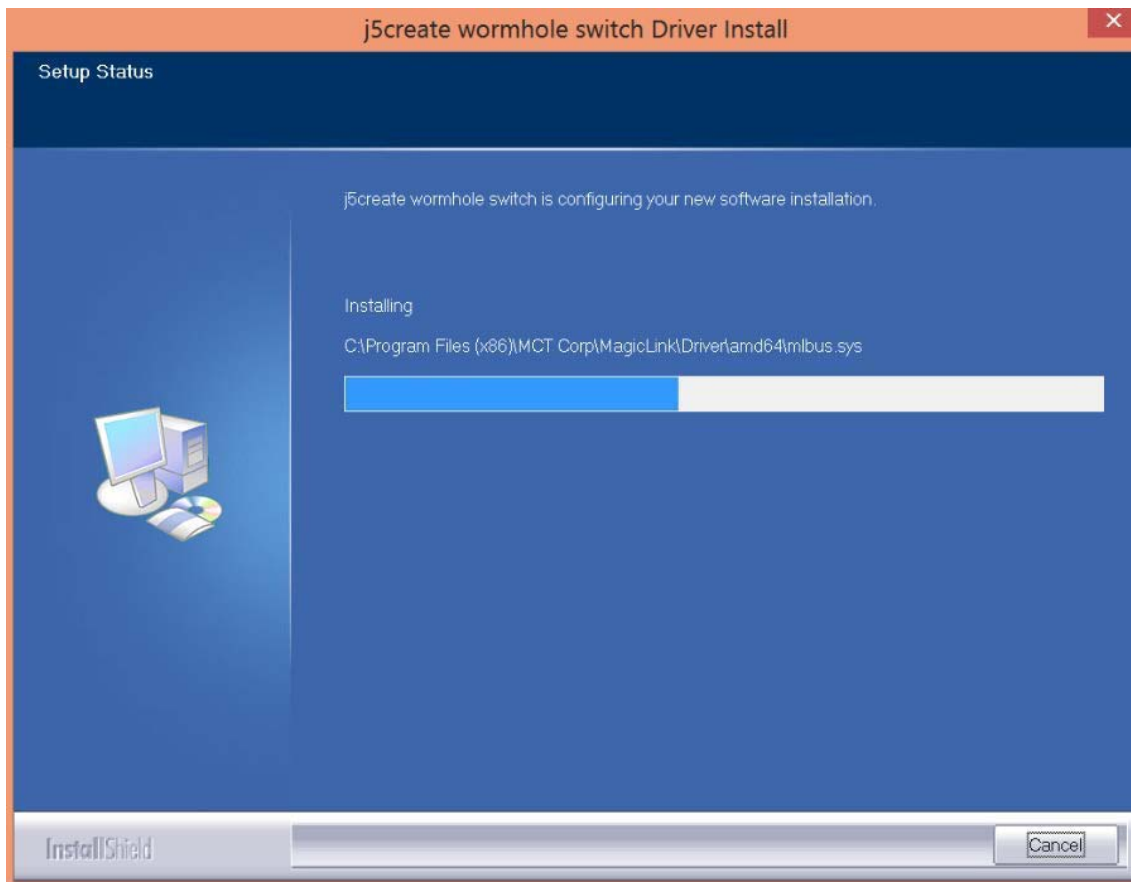 j5create wormhole switch Driver Install
Setup Status
j5create wormhole switch is configuring your new software installation.
Installing
C:\Program Files (x86)\MCT Corp\MagicLink\Driver\amd64\mlbus.sys
InstallShield
Cancel